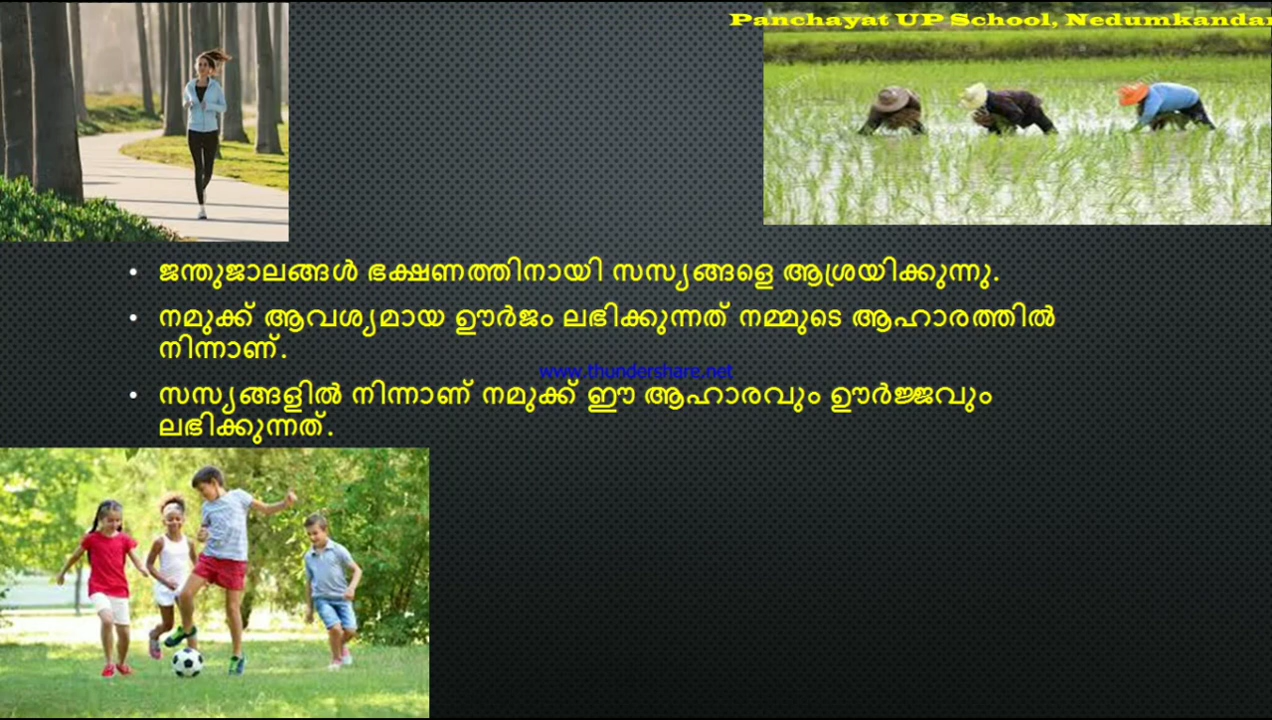 Panchayat UP School, Nedumkandam
• ജന്തുജാലങ്ങൾ ഭക്ഷണത്തിനായി സസ്യങ്ങളെ ആശ്രയിക്കുന്നു.
• നമുക്ക് ആവശ്യമായ ഊർജം ലഭിക്കുന്നത് നമ്മുടെ ആഹാരത്തിൽ
നിന്നാണ്.
www.thundershare.net
• സസ്യങ്ങളിൽ നിന്നാണ് നമുക്ക് ഈ ആഹാരവും ഊർജ്ജവും
ലഭിക്കുന്നത്.